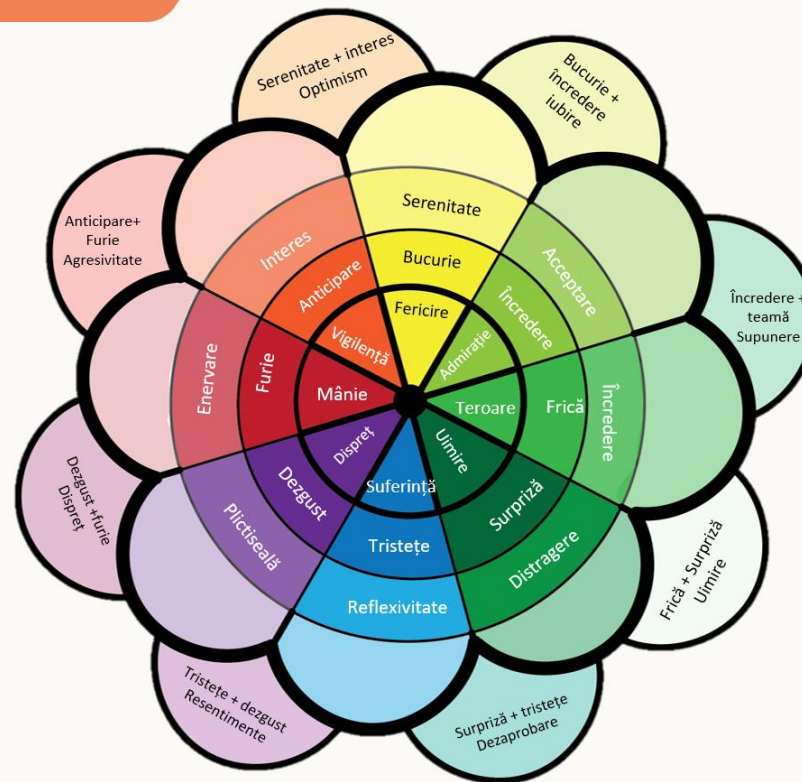 Serenitate + interes
Optimism
Bucurie +
încredere
iubire
Anticipare+
Furie
Agresivitate
Încredere +
teamă
Supunere
Dezgust +furie
Dispreț
Frică + Surpriză
Uimire
Tristețe + dezgust
Resentimente
Surpriză + tristețe
Dezaprobare
Serenitate
Bucurie
Fericire
Acceptare
Încredere
Admirație
Încredere
Frică
Teroare
Distragere
Surpriză
Uimire
Reflexivitate
Tristețe
Suferință
Plictiseală
Dezgust
Dispreț
Enervare
Furie
Mânie
Interes
Anticipare
Vigilență